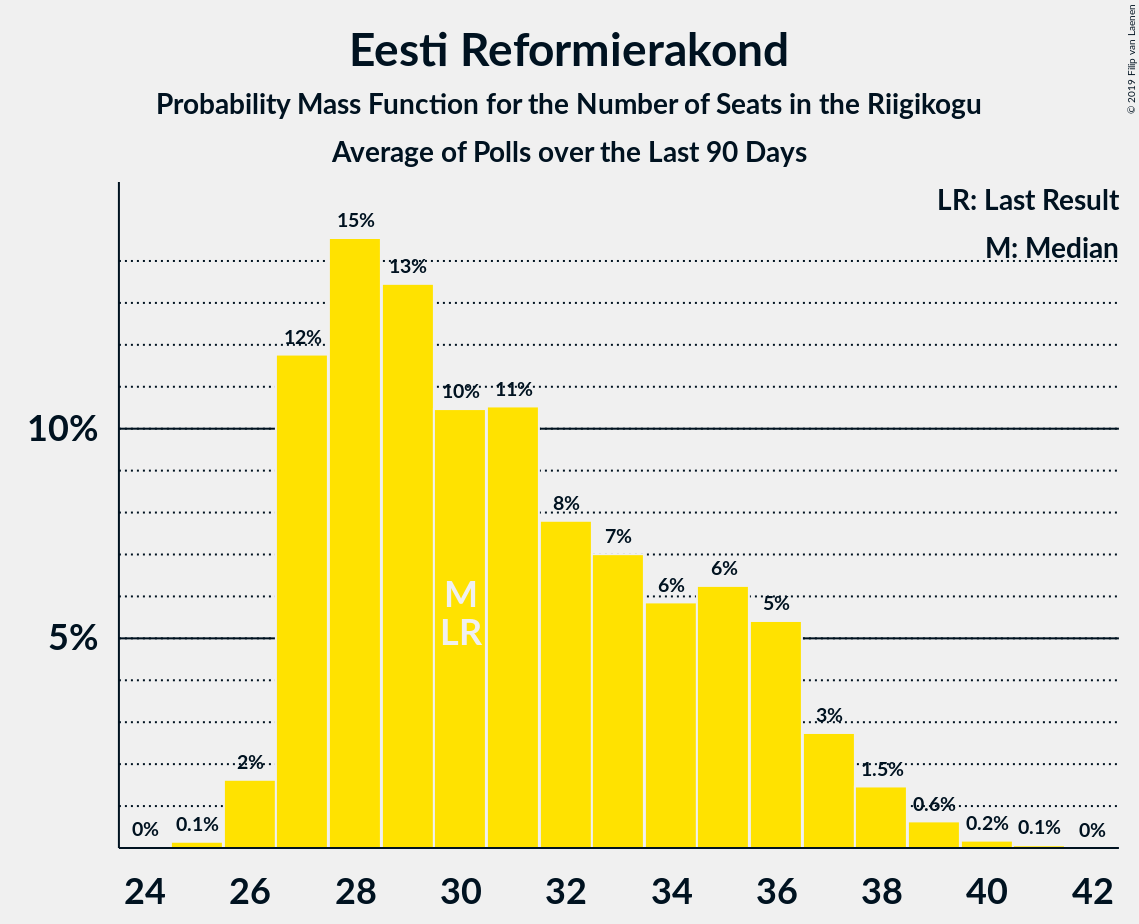 Eesti Reformierakond
Probability Mass Function for the Number of Seats in the Riigikogu
Average of Polls over the Last 90 Days
© 2019 Filip van Laenen
LR: Last Result
M: Median
15%
13%
12%
10%
11%
10%
8%
7%
6%
6%
5%
M
LR
5%
3%
2%
1.5%
0.6%
0%
0.1%
0.2%
0.1%
0%
24 26 28 30 32 34 36 38 40 42